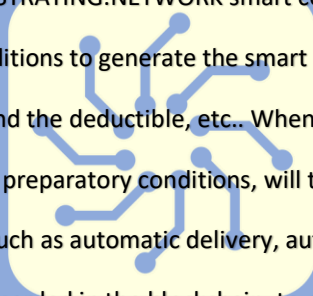 STRATING.NETWORK smart co
ditions to generate the smart
nd the deductible, etc.. When
preparatory conditions, will t
uch as automatic delivery, au